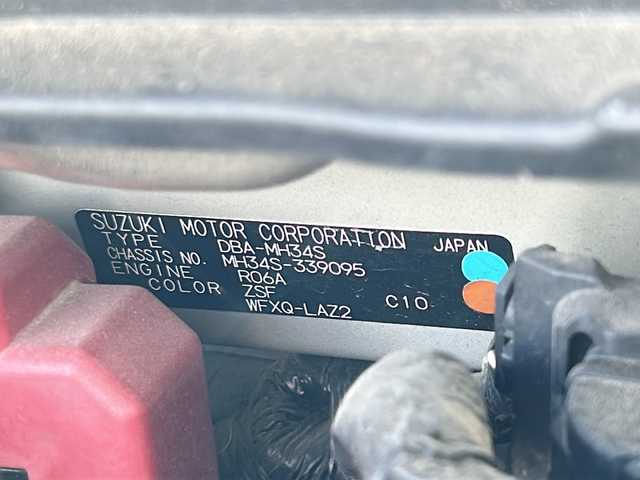 SUZUKI MOTOR CORPORATION JAPAN
TYPE DBA-MH34S
CHASSIS NO. MH34S-339095
ENGINE R06A
COLOR ZSF
WFXQ-LAZ2 C10